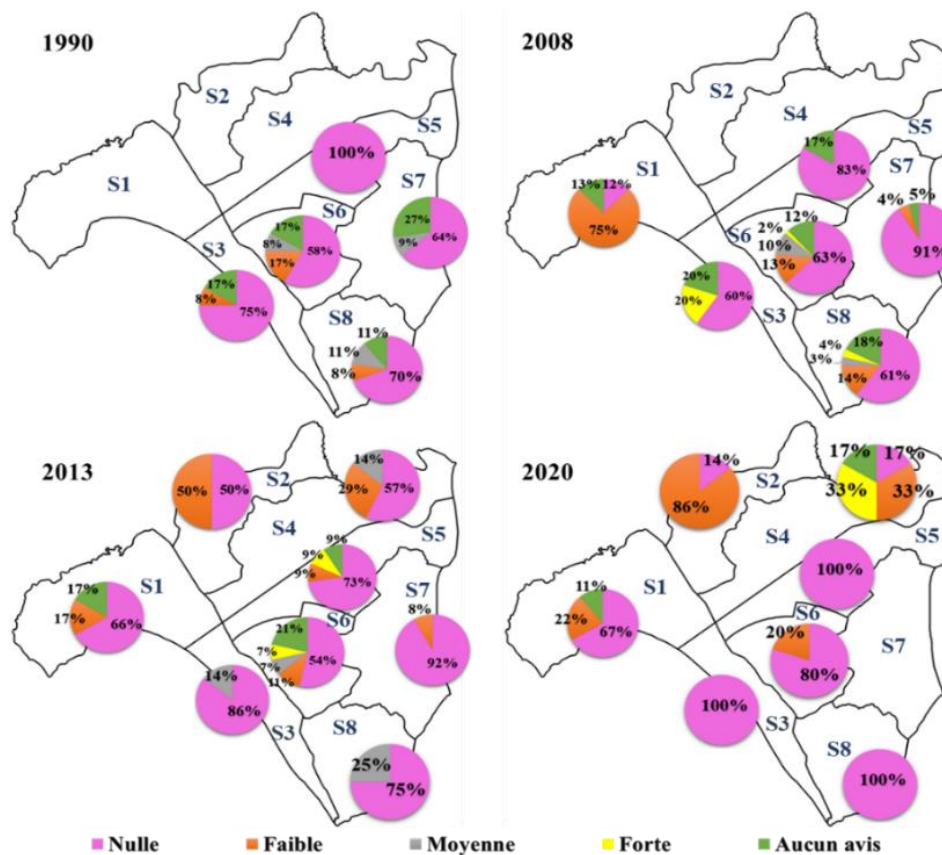 1990
S2
S4
S5
100%
S1
S7
S6
27%
17%
64%
8%
58%
9%
S3
17%
17%
8%
75%
S8
11%
11%
8%
70%
2008
S2
S4
S5
17%
S7
83%
S1
4%
5%
13%
12%
12%
2%
S6
10%
91%
75%
63%
13%
20%
20%
60%
S3
S8
4%
18%
3%
61%
14%
2013
14%
S2
50%
50%
29%
57%
S4
S5
9%
9%
9%
73%
S1
S7
17%
S6
8%
21%
17%
66%
7%
54%
92%
7%
11%
14%
86%
S3
S8
25%
75%
2020
17%
17%
14%
S2
33%
33%
86%
S4
S5
100%
S1
11%
S6
22%
20%
67%
S7
80%
100%
S3
S8
100%
Nulle Faible Moyenne Forte Aucun avis